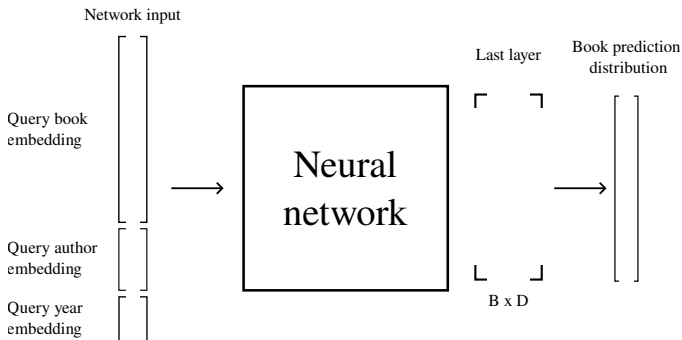 Network input
Query book
embedding
Query author
embedding
Query year
embedding
Neural
network
Last layer
B x D
Book prediction
distribution